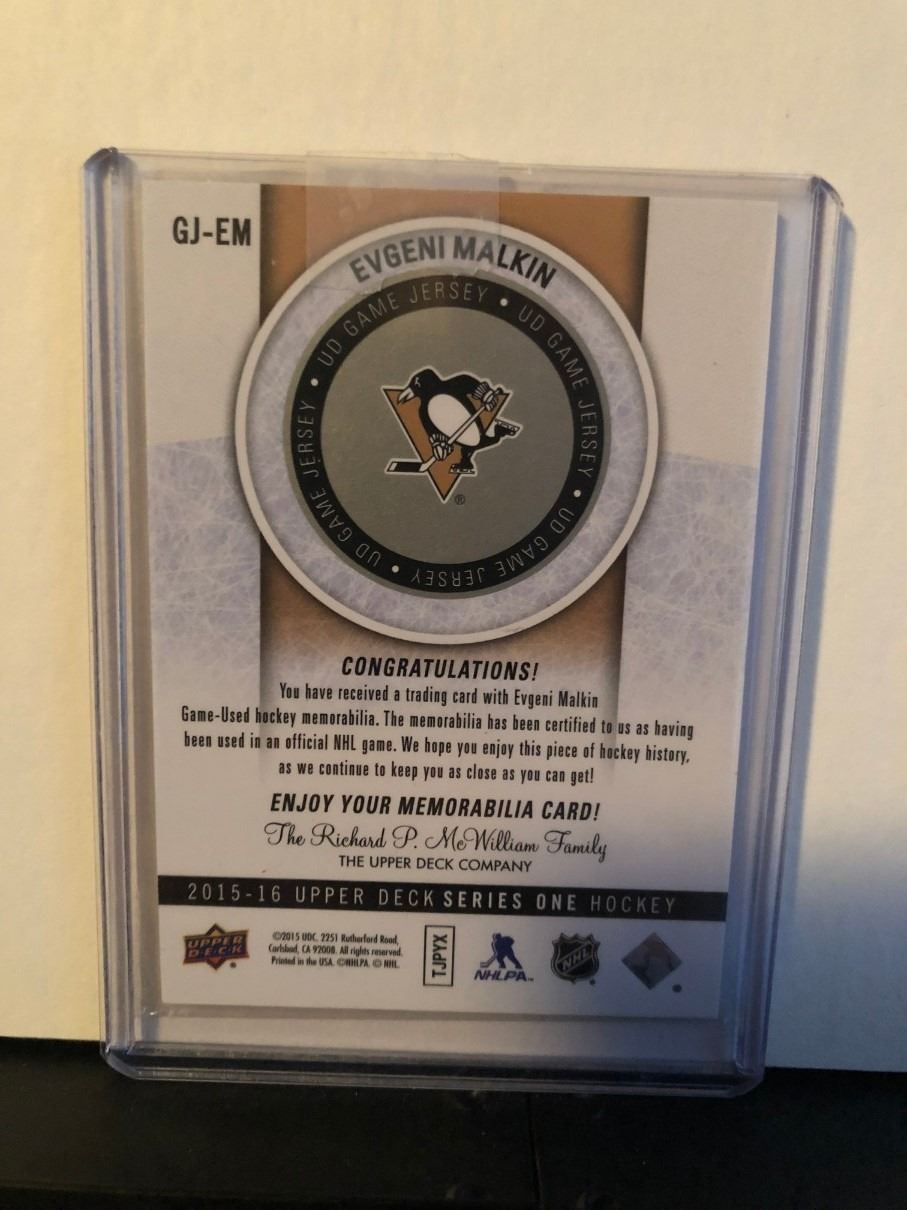 GJ-EM
EVGENI MALKIN
UD GAME JERSEY • UD GAME JERSEY • UD GAME JERSEY • UD GAME JERSEY •
®
CONGRATULATIONS!
You have received a trading card with Evgeni Malkin
Game-Used hockey memorabilia. The memorabilia has been certified to us as having
been used in an official NHL game. We hope you enjoy this piece of hockey history,
as we continue to keep you as close as you can get!
ENJOY YOUR MEMORABILIA CARD!
The Richard P. McWilliam Family
THE UPPER DECK COMPANY
2015-16 UPPER DECK SERIES ONE HOCKEY
UPPER DECK®
©2015 UDC. 2251 Rutherford Road,
Carlsbad, CA 92008. All rights reserved.
Printed in the USA. ©NHLPA. © NHL.
TJPYX
NHLPA™
NHL®